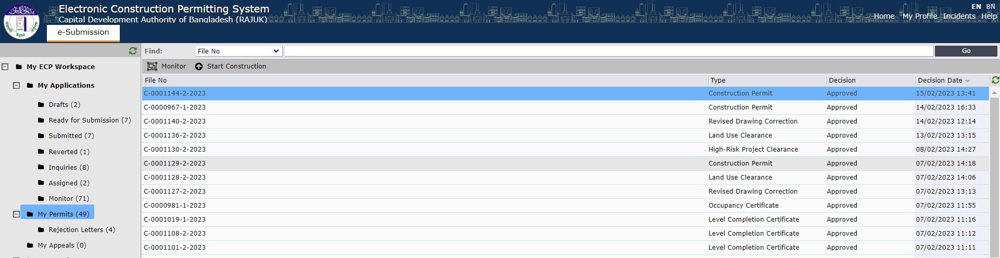 Electronic Construction Permitting System
Capital Development Authority of Bangladesh (RAJUK)
EN BN
Home My Profile Incidents Help
e-Submission
Find: File No Go
My ECP Workspace
My Applications
Drafts (2)
Ready for Submission (7)
Submitted (7)
Reverted (1)
Inquiries (8)
Assigned (2)
Monitor (71)
My Permits (49)
Rejection Letters (4)
My Appeals (0)
Monitor Start Construction
File No Type Decision Decision Date
C-0001144-2-2023 Construction Permit Approved 15/02/2023 13:41
C-0000967-1-2023 Construction Permit Approved 14/02/2023 16:33
C-0001140-2-2023 Revised Drawing Correction Approved 14/02/2023 12:14
C-0001136-2-2023 Land Use Clearance Approved 13/02/2023 13:15
C-0001130-2-2023 High-Risk Project Clearance Approved 08/02/2023 14:27
C-0001129-2-2023 Construction Permit Approved 07/02/2023 14:18
C-0001128-2-2023 Land Use Clearance Approved 07/02/2023 14:06
C-0001127-2-2023 Revised Drawing Correction Approved 07/02/2023 13:13
C-0000981-1-2023 Occupancy Certificate Approved 07/02/2023 11:55
C-0001019-1-2023 Level Completion Certificate Approved 07/02/2023 11:16
C-0001108-2-2023 Level Completion Certificate Approved 07/02/2023 11:12
C-0001101-2-2023 Level Completion Certificate Approved 07/02/2023 11:11